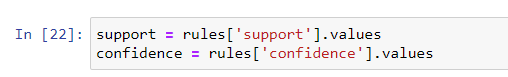 In [22]: support = rules['support'].values
confidence = rules['confidence'].values